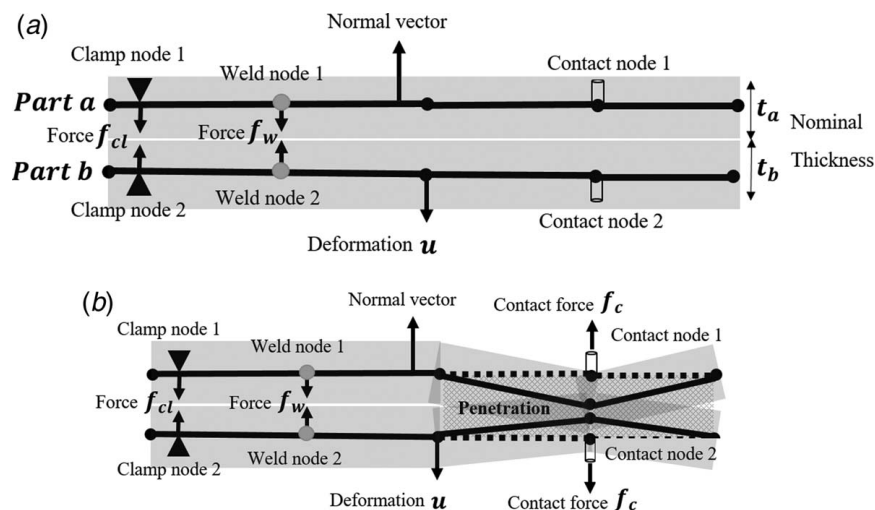 (a)
Normal vector
Clamp node 1
Weld node 1
Contact node 1
Part a
Force f_cl
Force f_w
t_a
Nominal
Part b
t_b
Thickness
Clamp node 2
Weld node 2
Contact node 2
Deformation u
(b)
Normal vector
Contact force f_c
Clamp node 1
Weld node 1
Contact node 1
Force f_cl
Force f_w
Penetration
Clamp node 2
Weld node 2
Contact node 2
Deformation u
Contact force f_c